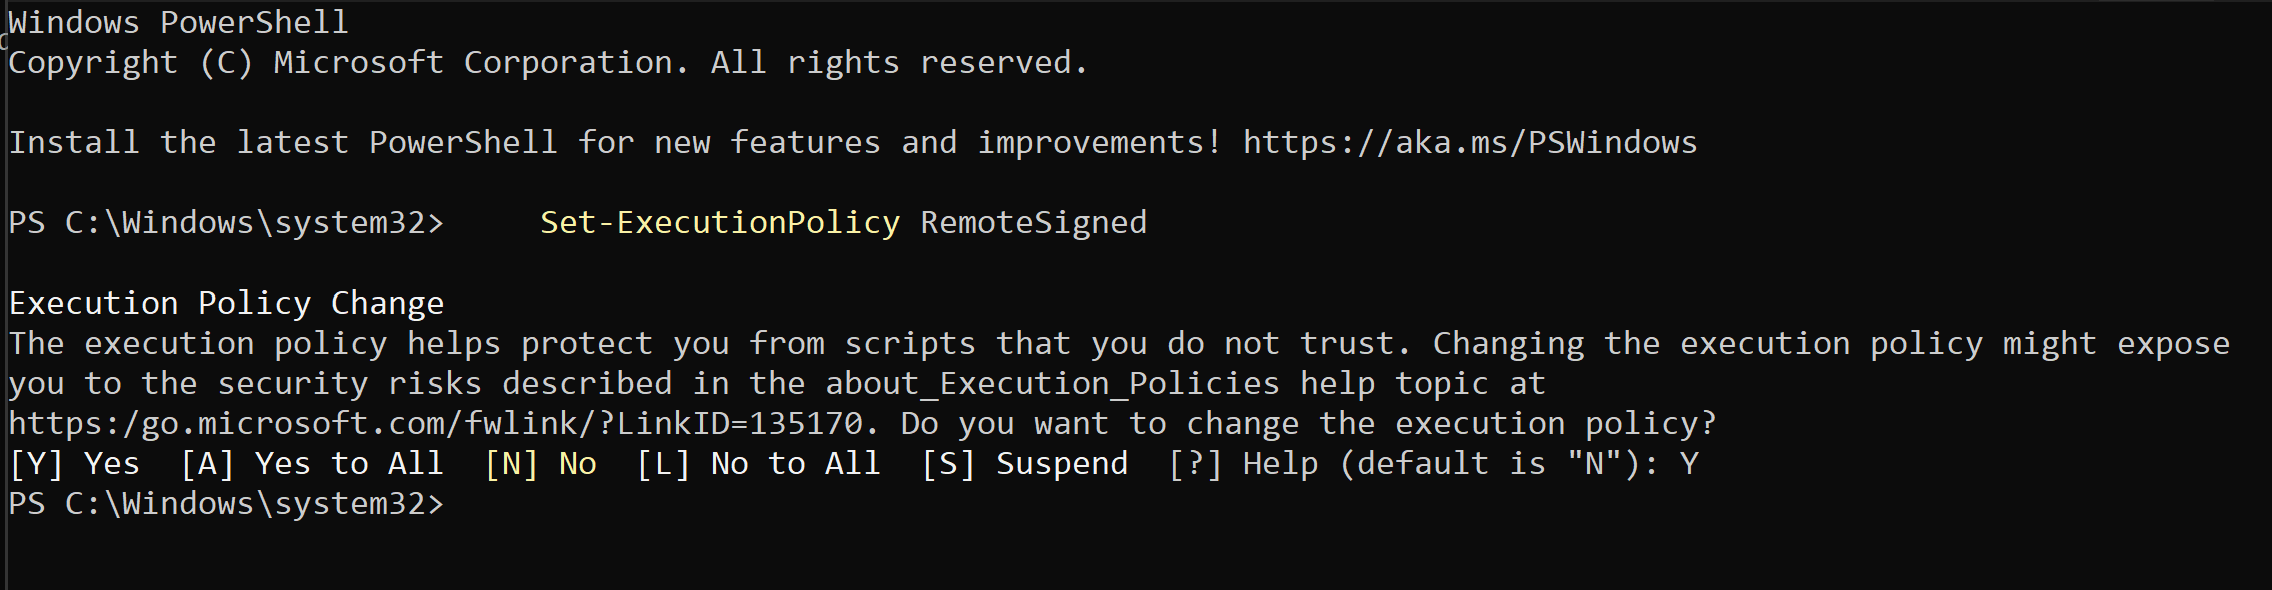 Windows PowerShell
Copyright (C) Microsoft Corporation. All rights reserved.
Install the latest PowerShell for new features and improvements! https://aka.ms/PSWindows
PS C:\Windows\system32>     Set-ExecutionPolicy RemoteSigned
Execution Policy Change
The execution policy helps protect you from scripts that you do not trust. Changing the execution policy might expose
you to the security risks described in the about_Execution_Policies help topic at
https:/go.microsoft.com/fwlink/?LinkID=135170. Do you want to change the execution policy?
[Y] Yes  [A] Yes to All  [N] No  [L] No to All  [S] Suspend  [?] Help (default is "N"): Y
PS C:\Windows\system32>